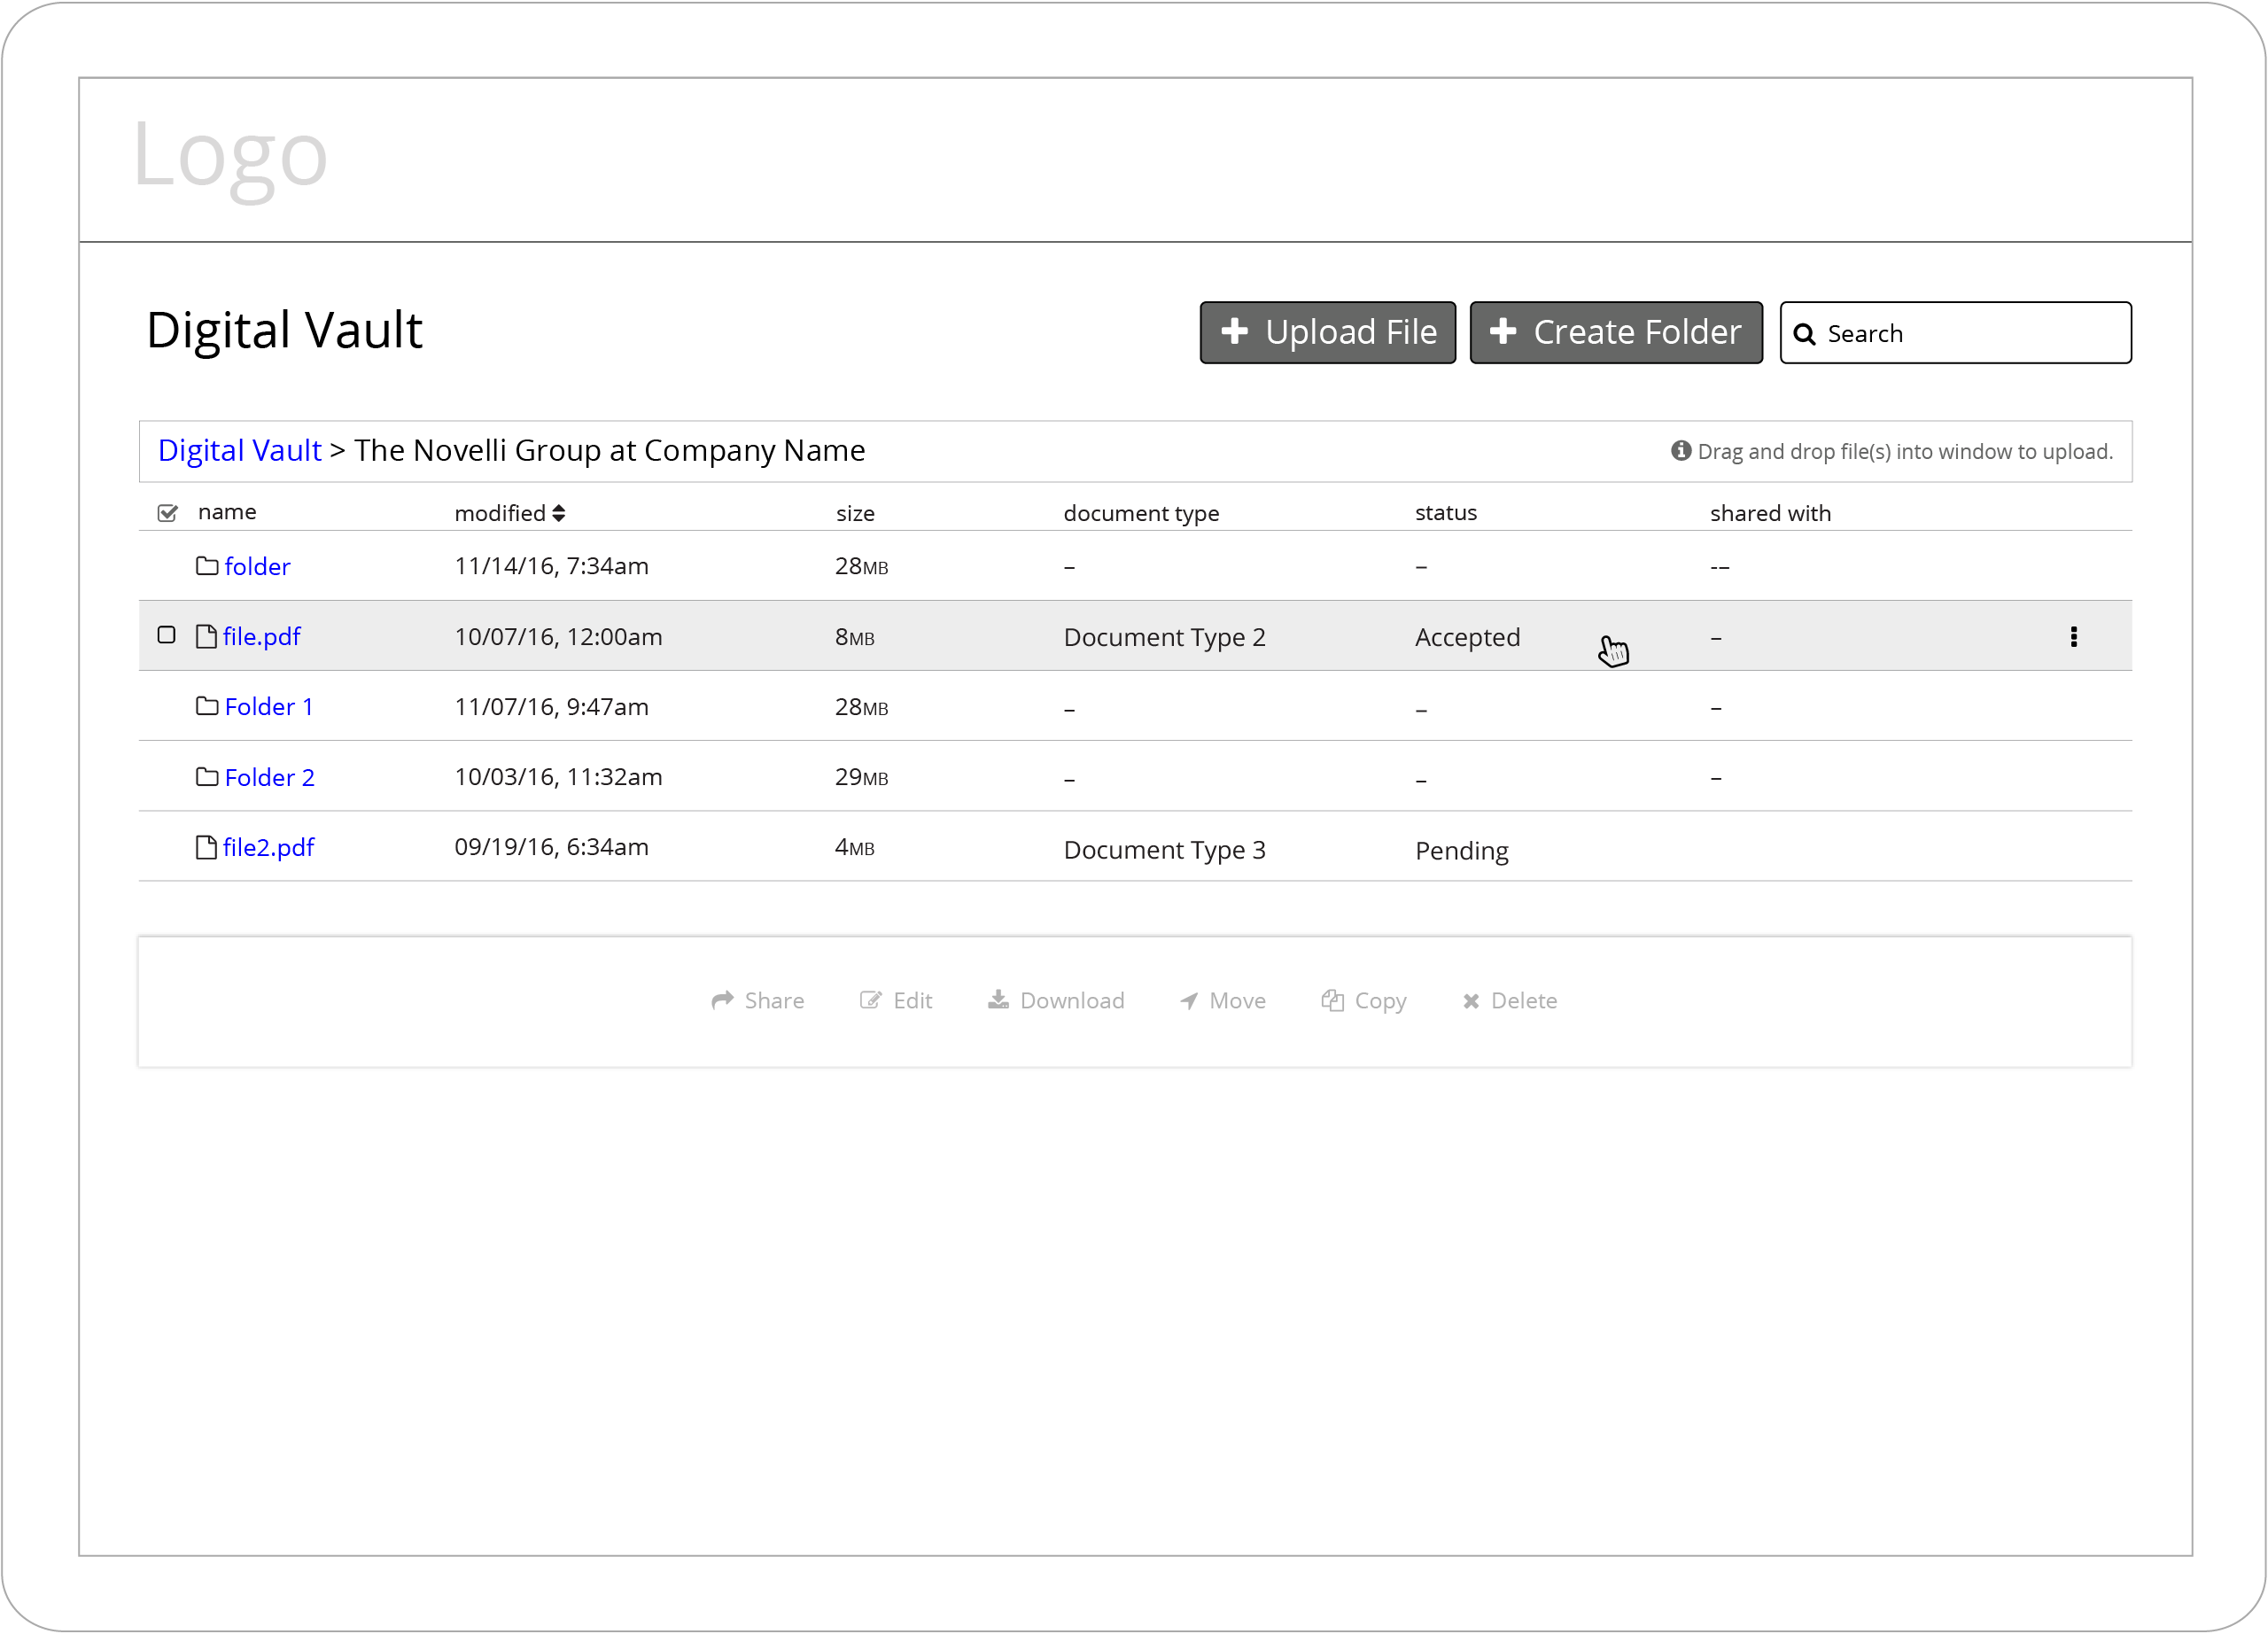 Logo
Digital Vault
Upload File
Create Folder
Search
Digital Vault > The Novelli Group at Company Name
Drag and drop file(s) into window to upload.
name modified size document type status shared with
folder 11/14/16, 7:34am 28MB – – -–
file.pdf 10/07/16, 12:00am 8MB Document Type 2 Accepted –
Folder 1 11/07/16, 9:47am 28MB – – –
Folder 2 10/03/16, 11:32am 29MB – – –
file2.pdf 09/19/16, 6:34am 4MB Document Type 3 Pending
Share Edit Download Move Copy Delete